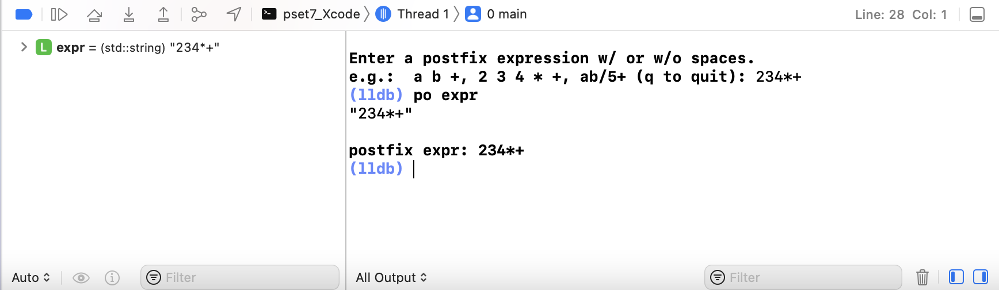 pset7_Xcode Thread 1 0 main Line: 28 Col: 1
L expr = (std::string) "234*+"
Enter a postfix expression w/ or w/o spaces.
e.g.:  a b +, 2 3 4 * +, ab/5+ (q to quit): 234*+
(lldb) po expr
"234*+"
postfix expr: 234*+
(lldb)
Auto Filter All Output Filter